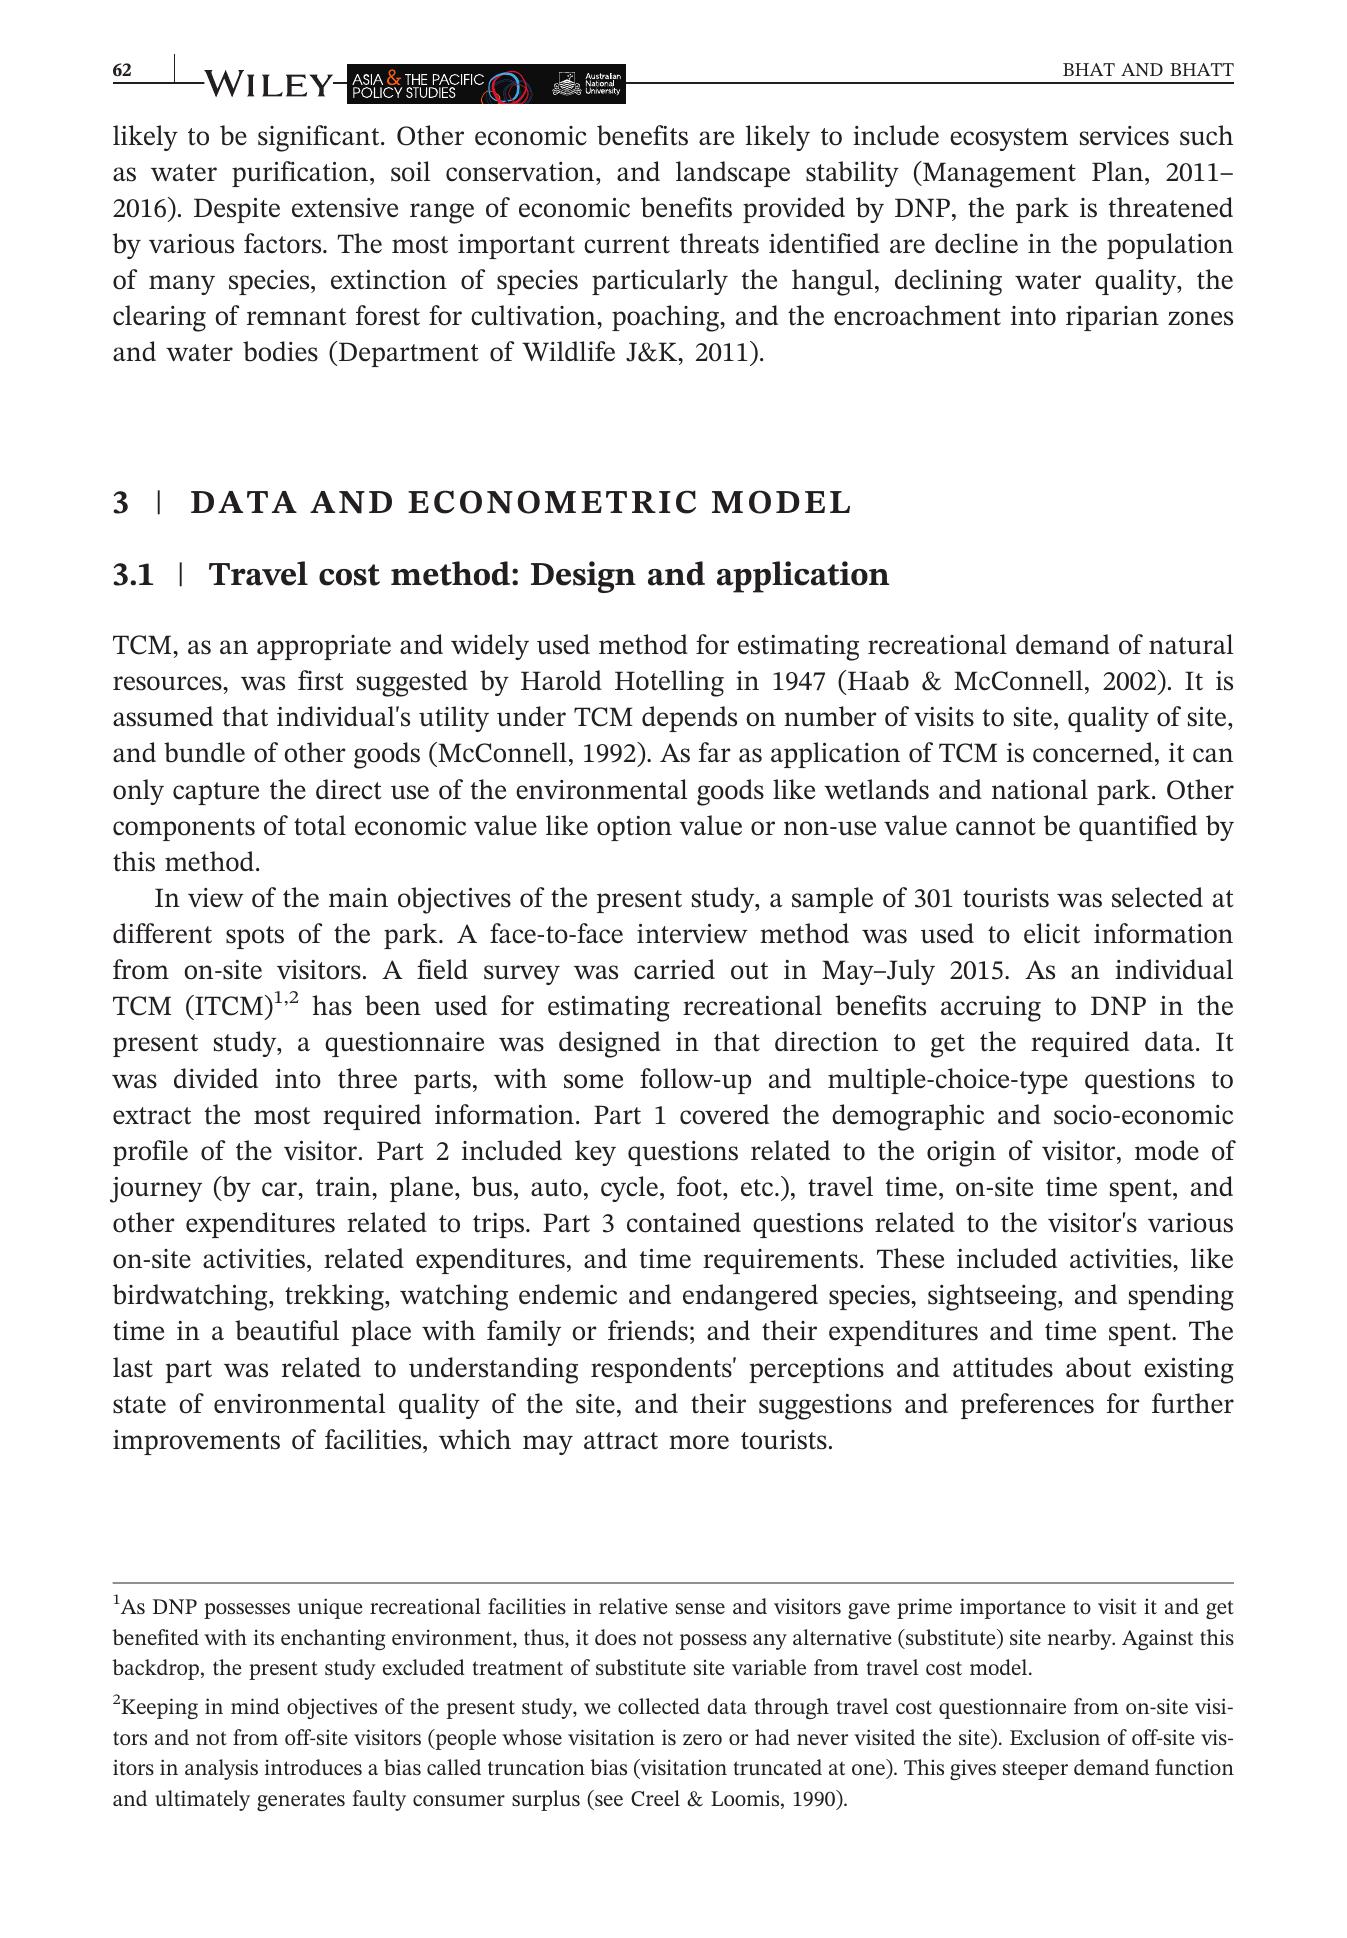 62
WILEY
ASIA & THE PACIFIC
POLICY STUDIES
Australian
National
University
BHAT AND BHATT
likely to be significant. Other economic benefits are likely to include ecosystem services such
as water purification, soil conservation, and landscape stability (Management Plan, 2011–
2016). Despite extensive range of economic benefits provided by DNP, the park is threatened
by various factors. The most important current threats identified are decline in the population
of many species, extinction of species particularly the hangul, declining water quality, the
clearing of remnant forest for cultivation, poaching, and the encroachment into riparian zones
and water bodies (Department of Wildlife J&K, 2011).
3 | DATA AND ECONOMETRIC MODEL
3.1 | Travel cost method: Design and application
TCM, as an appropriate and widely used method for estimating recreational demand of natural
resources, was first suggested by Harold Hotelling in 1947 (Haab & McConnell, 2002). It is
assumed that individual's utility under TCM depends on number of visits to site, quality of site,
and bundle of other goods (McConnell, 1992). As far as application of TCM is concerned, it can
only capture the direct use of the environmental goods like wetlands and national park. Other
components of total economic value like option value or non-use value cannot be quantified by
this method.
In view of the main objectives of the present study, a sample of 301 tourists was selected at
different spots of the park. A face-to-face interview method was used to elicit information
from on-site visitors. A field survey was carried out in May–July 2015. As an individual
TCM (ITCM)1,2 has been used for estimating recreational benefits accruing to DNP in the
present study, a questionnaire was designed in that direction to get the required data. It
was divided into three parts, with some follow-up and multiple-choice-type questions to
extract the most required information. Part 1 covered the demographic and socio-economic
profile of the visitor. Part 2 included key questions related to the origin of visitor, mode of
journey (by car, train, plane, bus, auto, cycle, foot, etc.), travel time, on-site time spent, and
other expenditures related to trips. Part 3 contained questions related to the visitor's various
on-site activities, related expenditures, and time requirements. These included activities, like
birdwatching, trekking, watching endemic and endangered species, sightseeing, and spending
time in a beautiful place with family or friends; and their expenditures and time spent. The
last part was related to understanding respondents' perceptions and attitudes about existing
state of environmental quality of the site, and their suggestions and preferences for further
improvements of facilities, which may attract more tourists.
1As DNP possesses unique recreational facilities in relative sense and visitors gave prime importance to visit it and get
benefited with its enchanting environment, thus, it does not possess any alternative (substitute) site nearby. Against this
backdrop, the present study excluded treatment of substitute site variable from travel cost model.
2Keeping in mind objectives of the present study, we collected data through travel cost questionnaire from on-site visi-
tors and not from off-site visitors (people whose visitation is zero or had never visited the site). Exclusion of off-site vis-
itors in analysis introduces a bias called truncation bias (visitation truncated at one). This gives steeper demand function
and ultimately generates faulty consumer surplus (see Creel & Loomis, 1990).